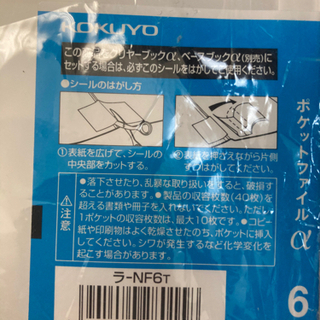 KOKUYO
クリヤーブックα、ベースブックα(別売)に
セットする場合は、必ずこのシールをはがしてご使用ください。
●シールのはがし方
①表紙を広げて、シールの
中央部をカットする。
表紙を押さえながら片側
ずつはがしてください。
⚠注意
●落下させたり、乱暴な取り扱いをすると、破損する
ことがあります。●製品の収容枚数(40枚)を
超える書類や冊子を入れないでください。ただし、
1ポケットの収容枚数は、最大10枚です。●コピー
紙や印刷物はよく乾燥させたのち、ポケットに挿入
してください。シワが発生するなど化学変化を
起こす場合があります。
ラ-NF6T
ポケットファイルα
6